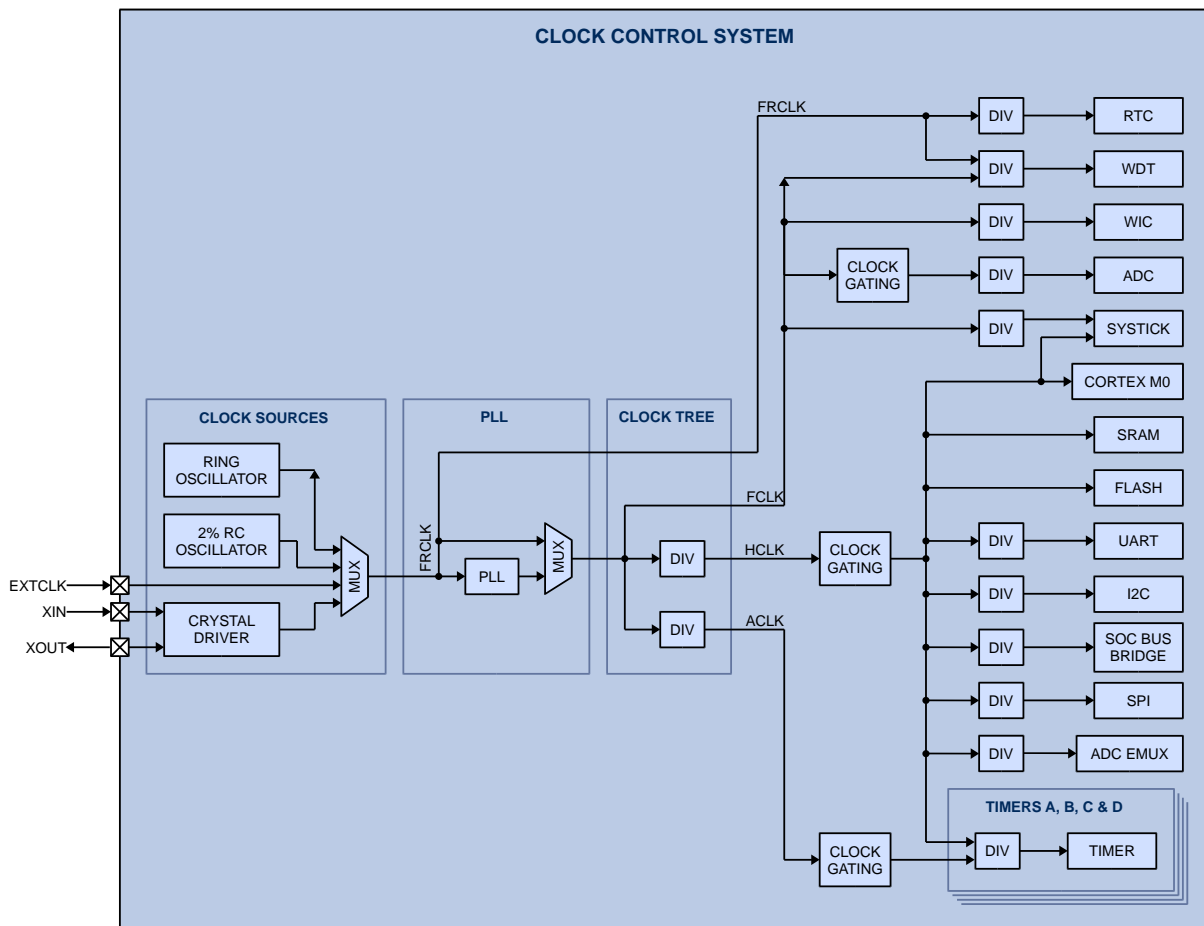 CLOCK CONTROL SYSTEM
FRCLK
DIV
RTC
DIV
WDT
DIV
WIC
CLOCK
GATING
DIV
ADC
DIV
SYSTICK
CORTEX M0
CLOCK SOURCES
PLL
CLOCK TREE
SRAM
RING
OSCILLATOR
FLASH
FCLK
2% RC
OSCILLATOR
MUX
FRCLK
PLL
MUX
DIV
HCLK
CLOCK
GATING
DIV
UART
EXTCLK
XIN
XOUT
CRYSTAL
DRIVER
DIV
ACLK
DIV
I2C
DIV
SOC BUS
BRIDGE
DIV
SPI
DIV
ADC EMUX
TIMERS A, B, C & D
CLOCK
GATING
DIV
TIMER